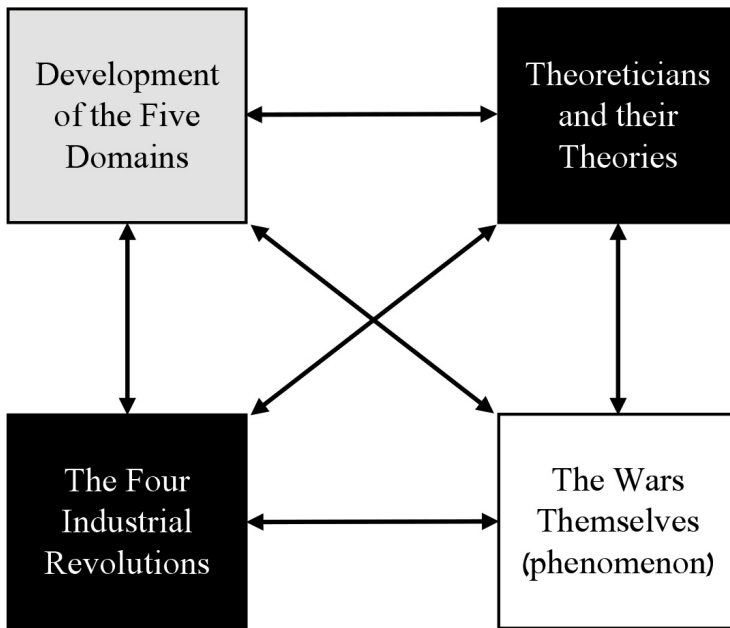 Development
of the Five
Domains
Theoreticians
and their
Theories
The Four
Industrial
Revolutions
The Wars
Themselves
(phenomenon)